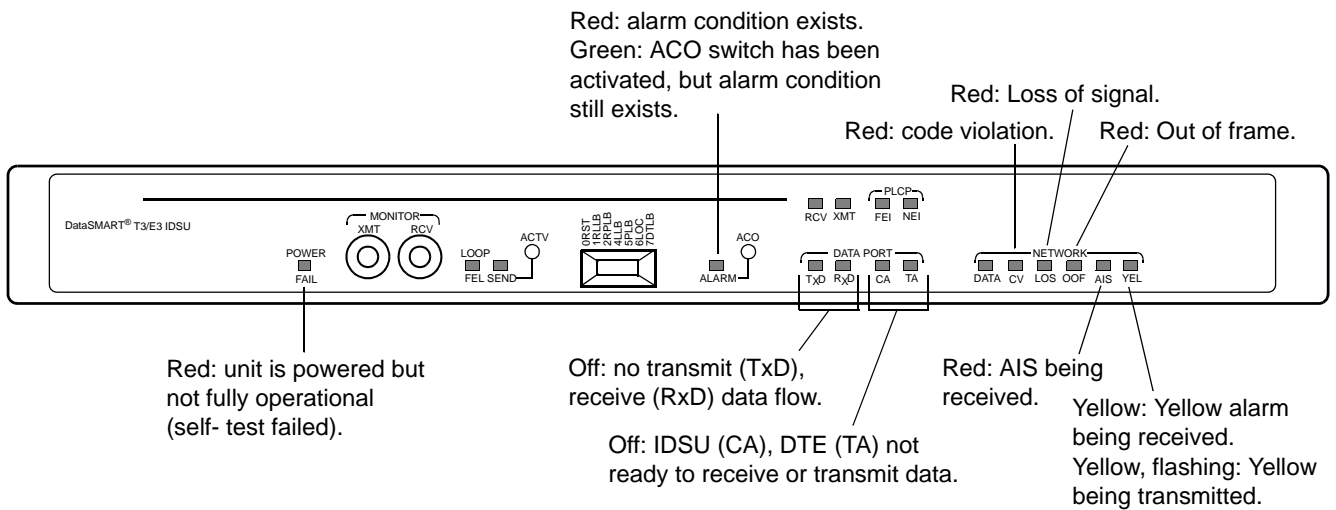 Red: alarm condition exists.
Green: ACO switch has been
activated, but alarm condition
still exists.
Red: Loss of signal.
Red: code violation.
Red: Out of frame.
DataSMART® T3/E3 IDSU
POWER
FAIL
MONITOR
XMT
RCV
LOOP
FEL SEND
ACTV
0RST
1RLLB
2RPLB
4LLB
5PLB
6LOC
7DTLB
ALARM
ACO
RCV XMT
PLCP
FEI NEI
DATA PORT
TxD RxD CA TA
NETWORK
DATA CV LOS OOF AIS YEL
Red: unit is powered but
not fully operational
(self- test failed).
Off: no transmit (TxD),
receive (RxD) data flow.
Off: IDSU (CA), DTE (TA) not
ready to receive or transmit data.
Red: AIS being
received.
Yellow: Yellow alarm
being received.
Yellow, flashing: Yellow
being transmitted.